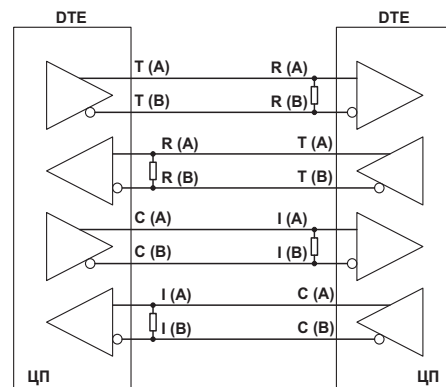 DTE DTE
T (A) R (A)
T (B) R (B)
R (A) T (A)
R (B) T (B)
C (A) I (A)
C (B) I (B)
I (A) C (A)
I (B) C (B)
ЦП ЦП